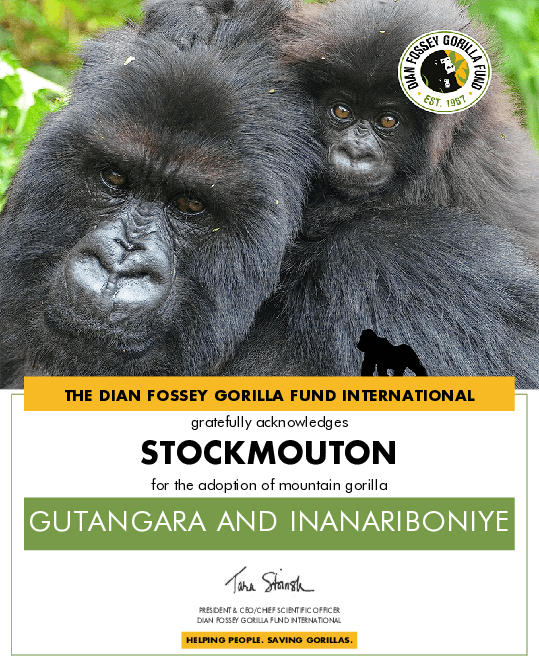 DIAN FOSSEY GORILLA FUND
EST. 1967
THE DIAN FOSSEY GORILLA FUND INTERNATIONAL
gratefully acknowledges
STOCKMOUTON
for the adoption of mountain gorilla
GUTANGARA AND INANARIBONIYE
Tara Stoinski
PRESIDENT & CEO/CHIEF SCIENTIFIC OFFICER
DIAN FOSSEY GORILLA FUND INTERNATIONAL
HELPING PEOPLE. SAVING GORILLAS.